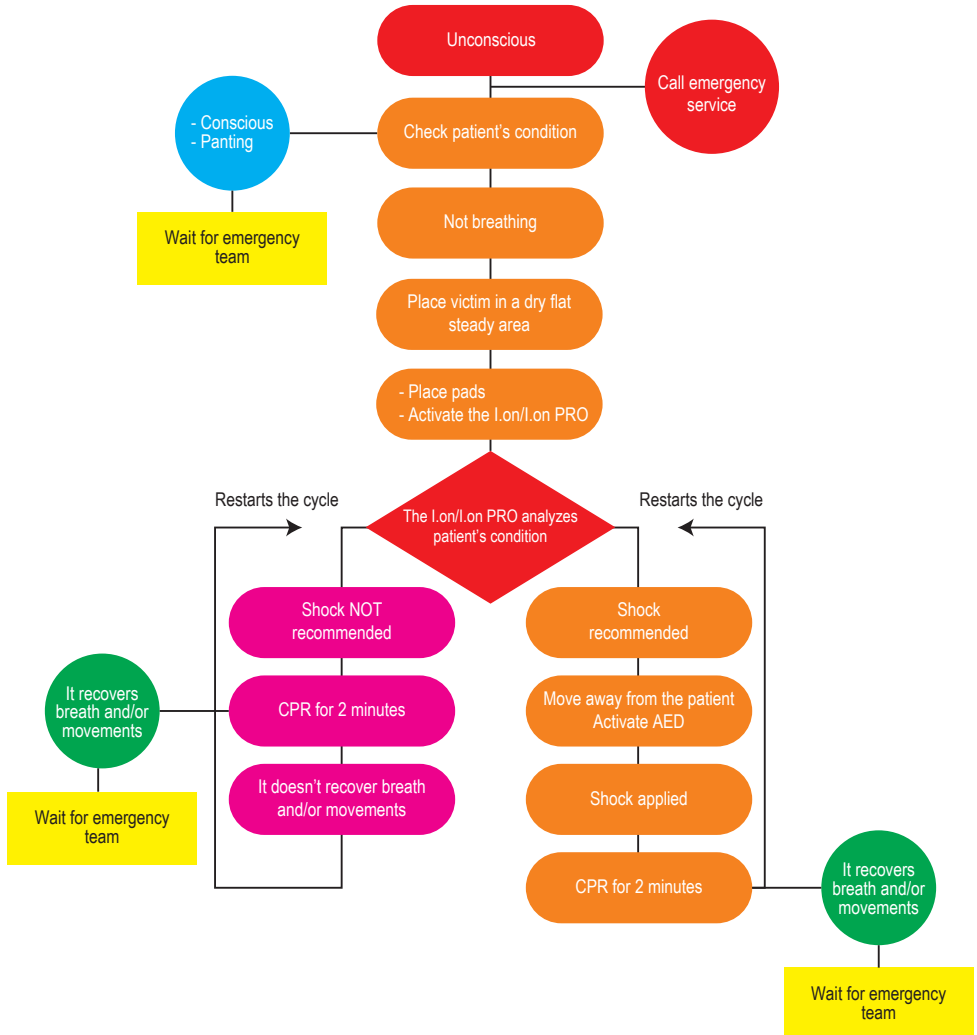 Unconscious
Call emergency
service
- Conscious
- Panting
Check patient's condition
Wait for emergency
team
Not breathing
Place victim in a dry flat
steady area
- Place pads
- Activate the I.on/I.on PRO
Restarts the cycle
The I.on/I.on PRO analyzes
patient's condition
Restarts the cycle
Shock NOT
recommended
Shock
recommended
It recovers
breath and/or
movements
CPR for 2 minutes
Move away from the patient
Activate AED
It doesn't recover breath
and/or movements
Shock applied
Wait for emergency
team
CPR for 2 minutes
It recovers
breath and/or
movements
Wait for emergency
team